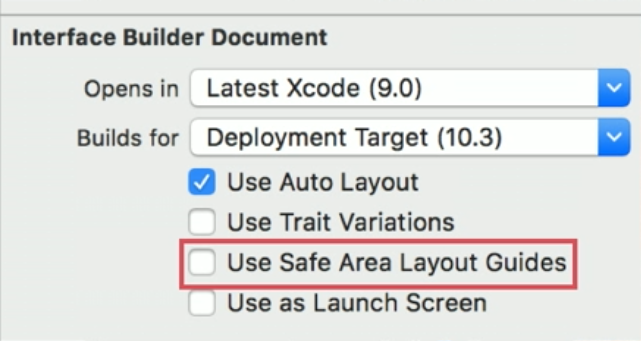 Interface Builder Document
Opens in Latest Xcode (9.0)
Builds for Deployment Target (10.3)
Use Auto Layout
Use Trait Variations
Use Safe Area Layout Guides
Use as Launch Screen